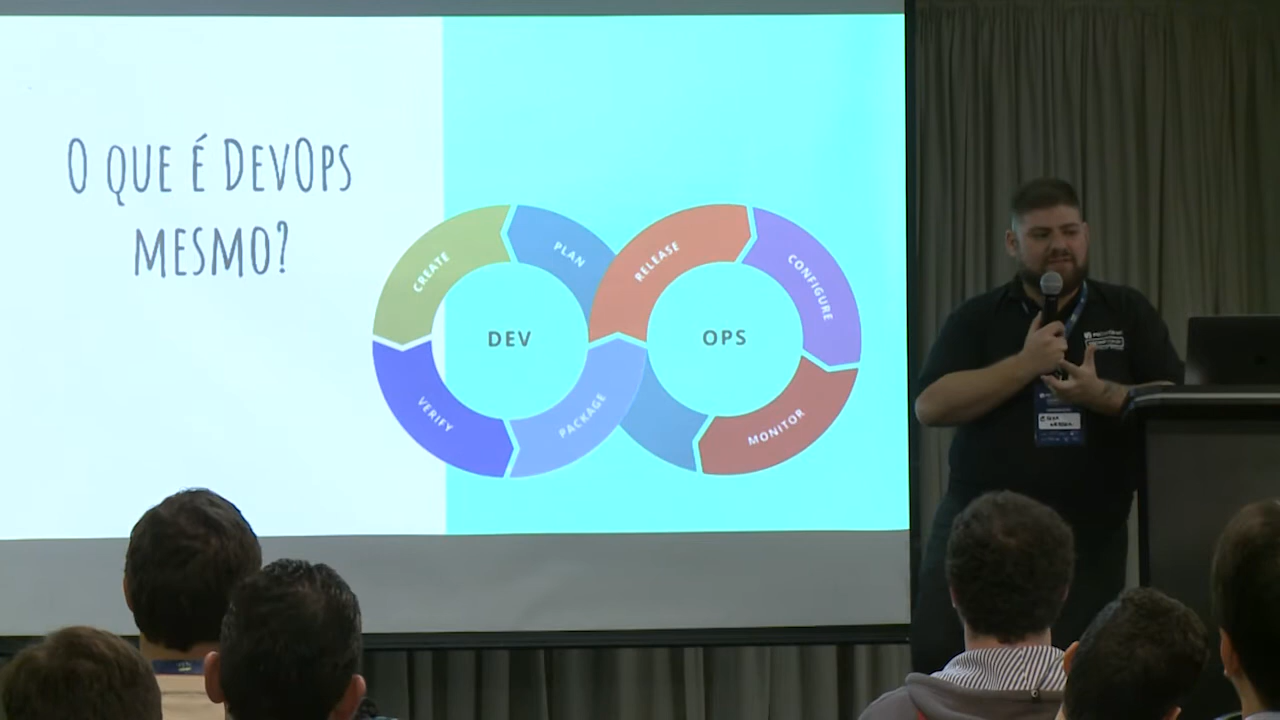 O QUE É DEVOPS
MESMO?
CREATE
PLAN
RELEASE
CONFIGURE
DEV
OPS
VERIFY
PACKAGE
MONITOR